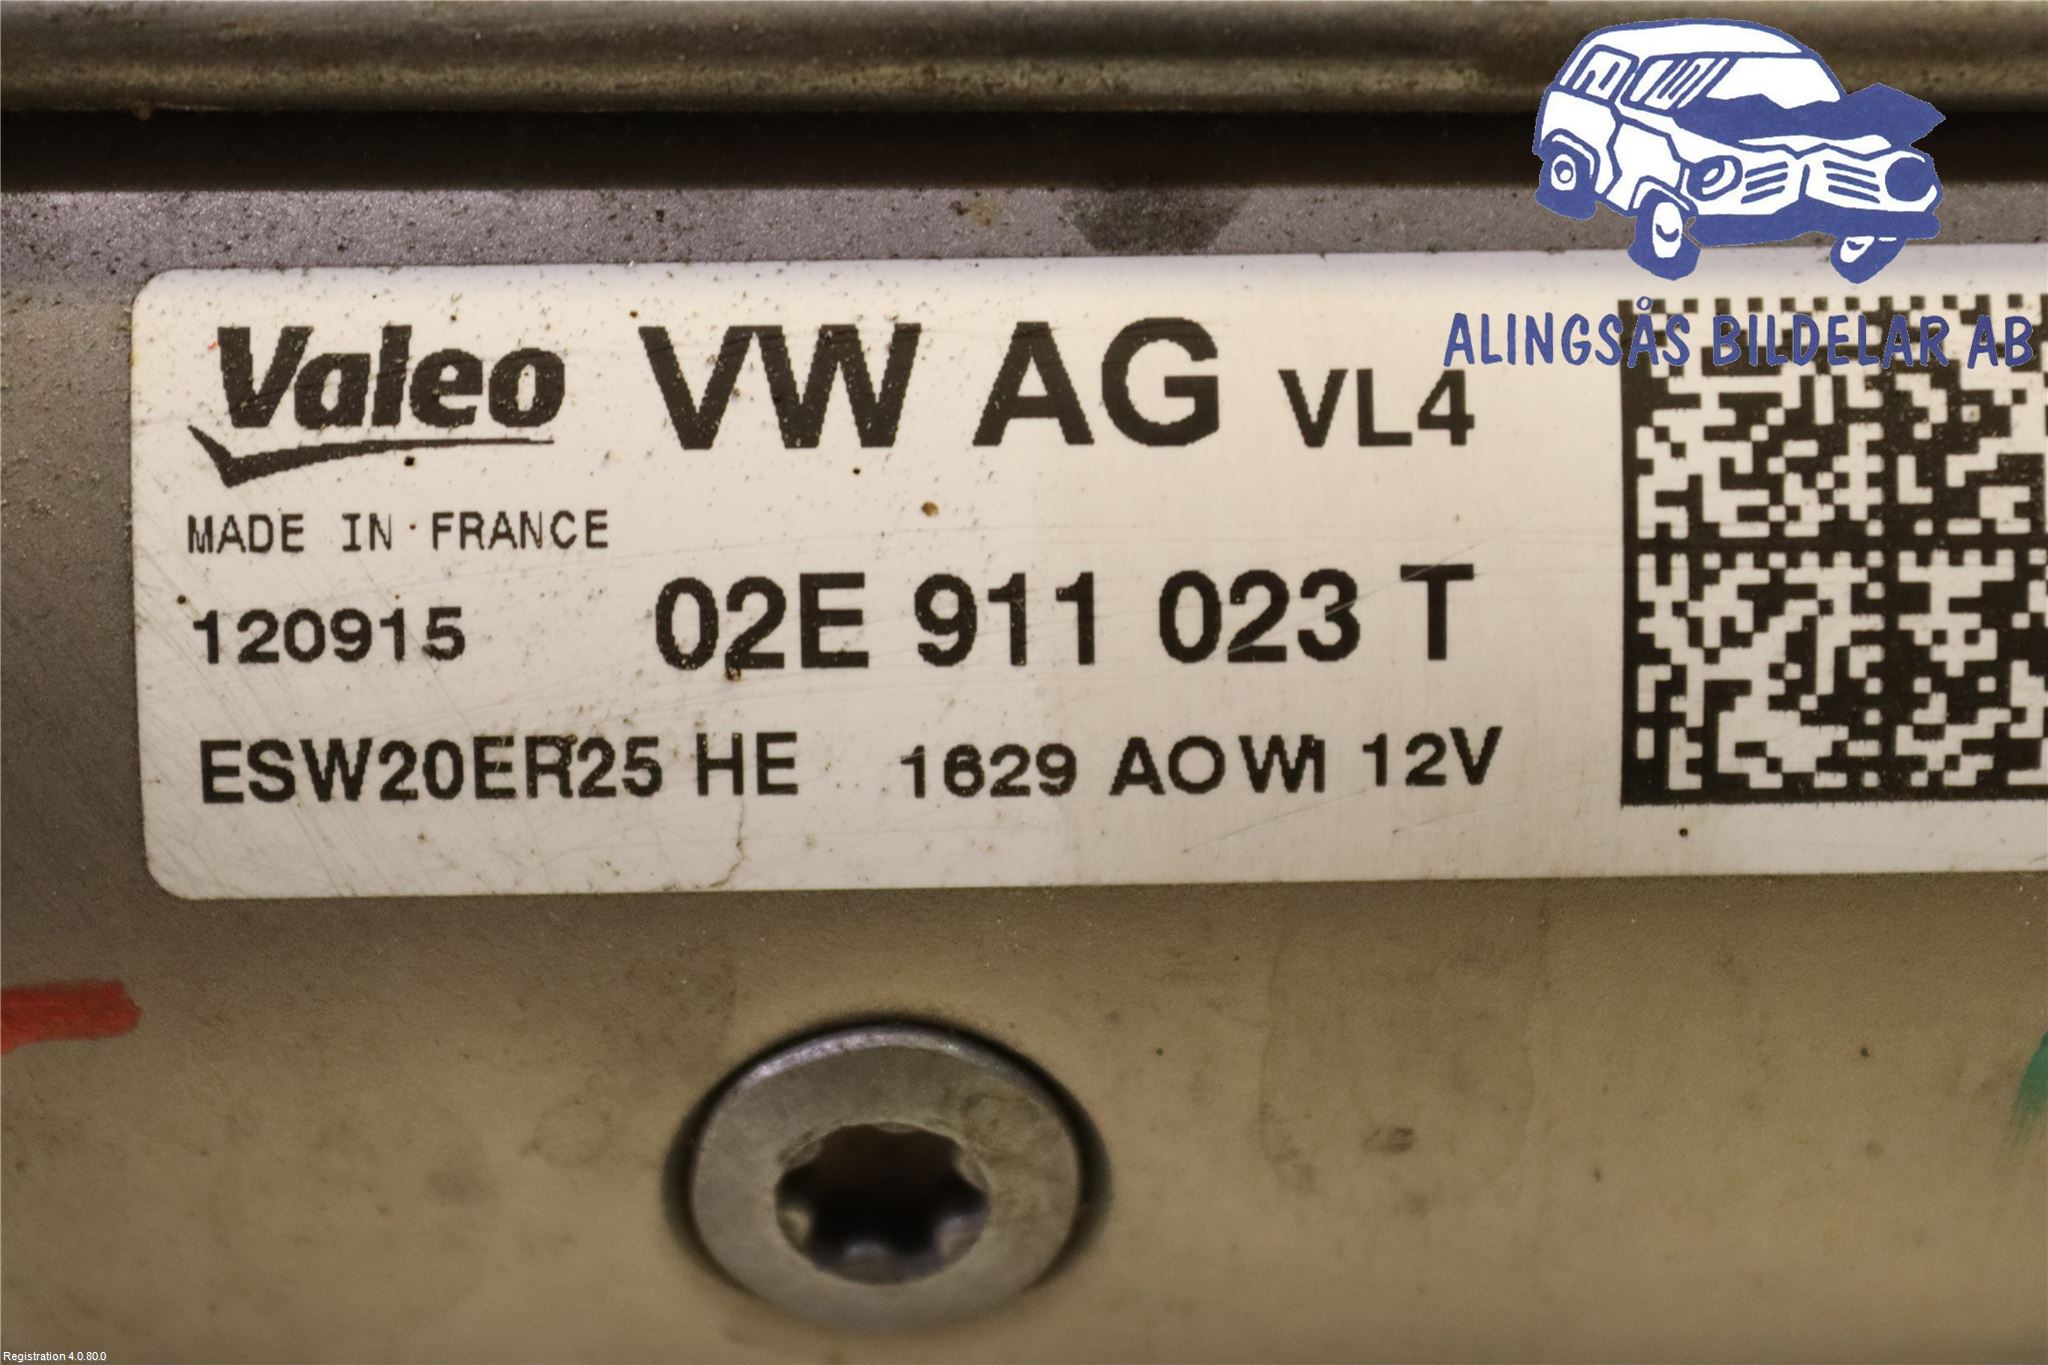 Valeo VW AG VL4
ALINGSÅS BILDELAR AB
MADE IN FRANCE
120915 02E 911 023 T
ESW20ER25 HE 1629 AOWI 12V
Registration 4.0.80.0